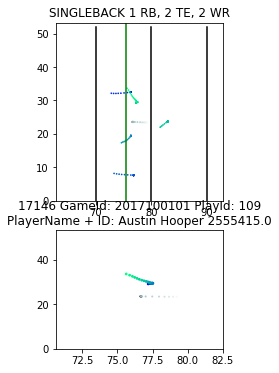 SINGLEBACK 1 RB, 2 TE, 2 WR
50
40
30
20
10
0
70 80 90
17146 GameId: 2017100101 PlayId: 109
PlayerName + ID: Austin Hooper 2555415.0
40
20
0
72.5 75.0 77.5 80.0 82.5